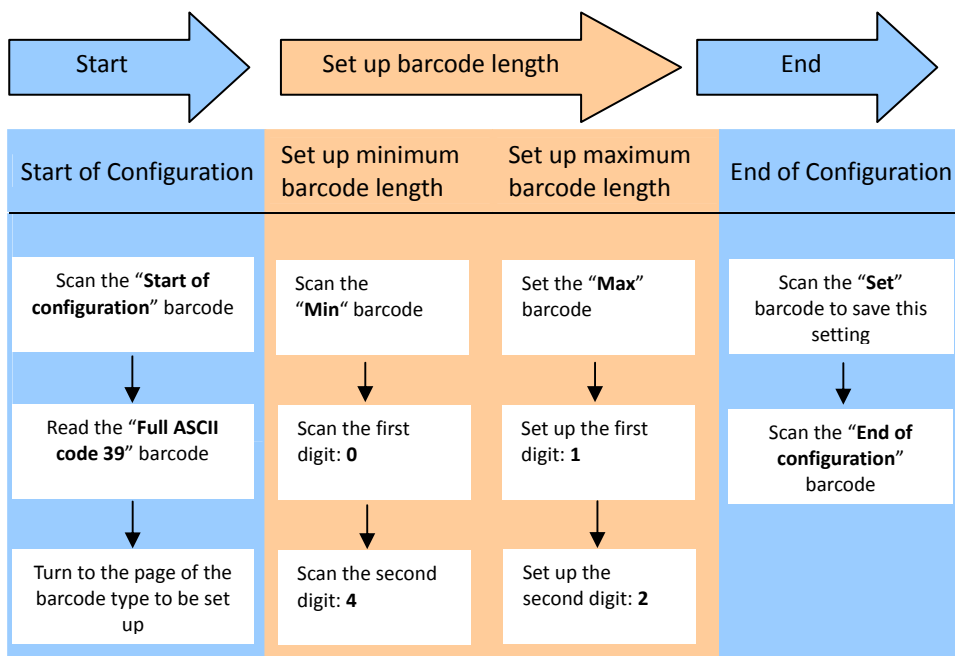 Start
Set up barcode length
End
Start of Configuration
Set up minimum
barcode length
Set up maximum
barcode length
End of Configuration
Scan the “Start of
configuration” barcode
Read the “Full ASCII
code 39” barcode
Turn to the page of the
barcode type to be set
up
Scan the
“Min“ barcode
Scan the first
digit: 0
Scan the second
digit: 4
Set the “Max”
barcode
Set up the first
digit: 1
Set up the
second digit: 2
Scan the “Set”
barcode to save this
setting
Scan the “End of
configuration”
barcode